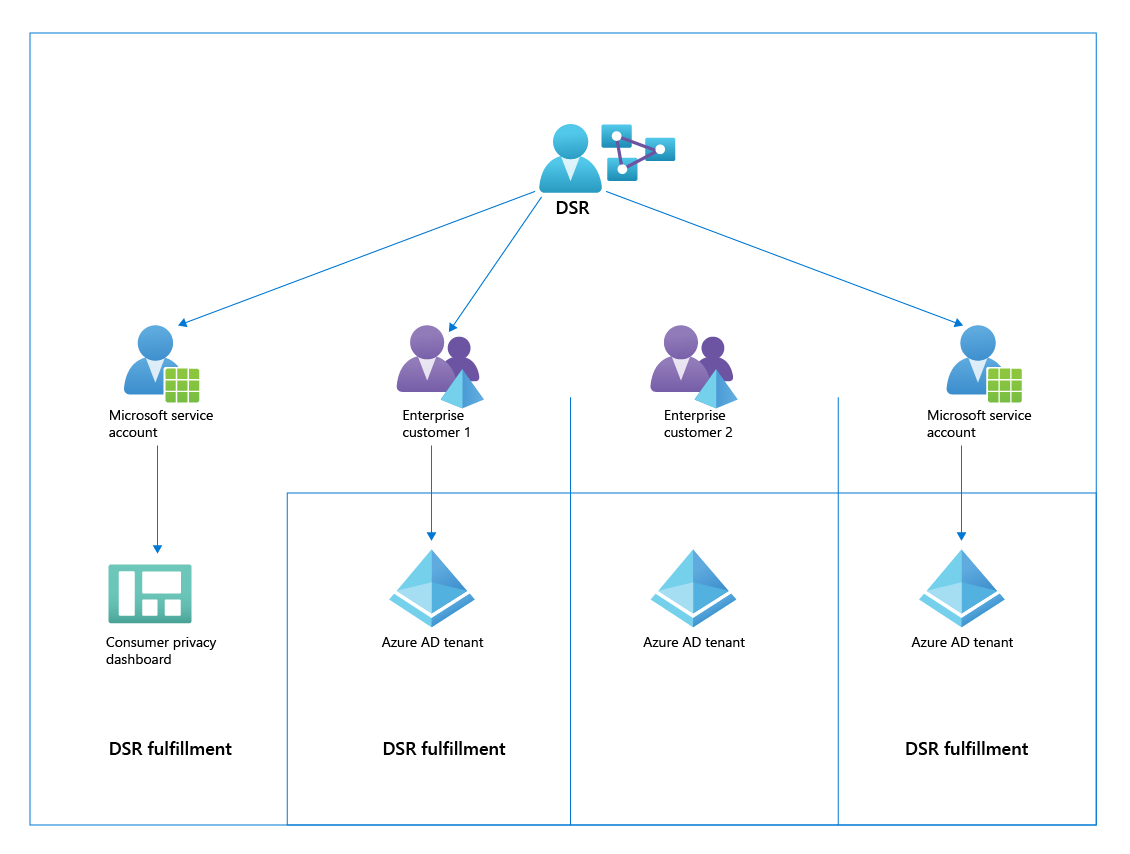 DSR
Microsoft service
account
Enterprise
customer 1
Enterprise
customer 2
Microsoft service
account
Consumer privacy
dashboard
Azure AD tenant
Azure AD tenant
Azure AD tenant
DSR fulfillment
DSR fulfillment
DSR fulfillment